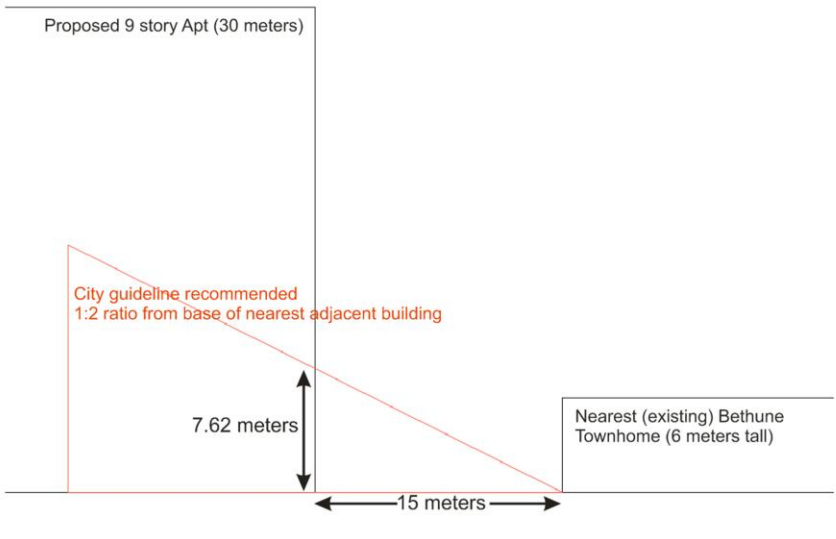 Proposed 9 story Apt (30 meters)
City guideline recommended
1:2 ratio from base of nearest adjacent building
7.62 meters
Nearest (existing) Bethune
Townhome (6 meters tall)
15 meters